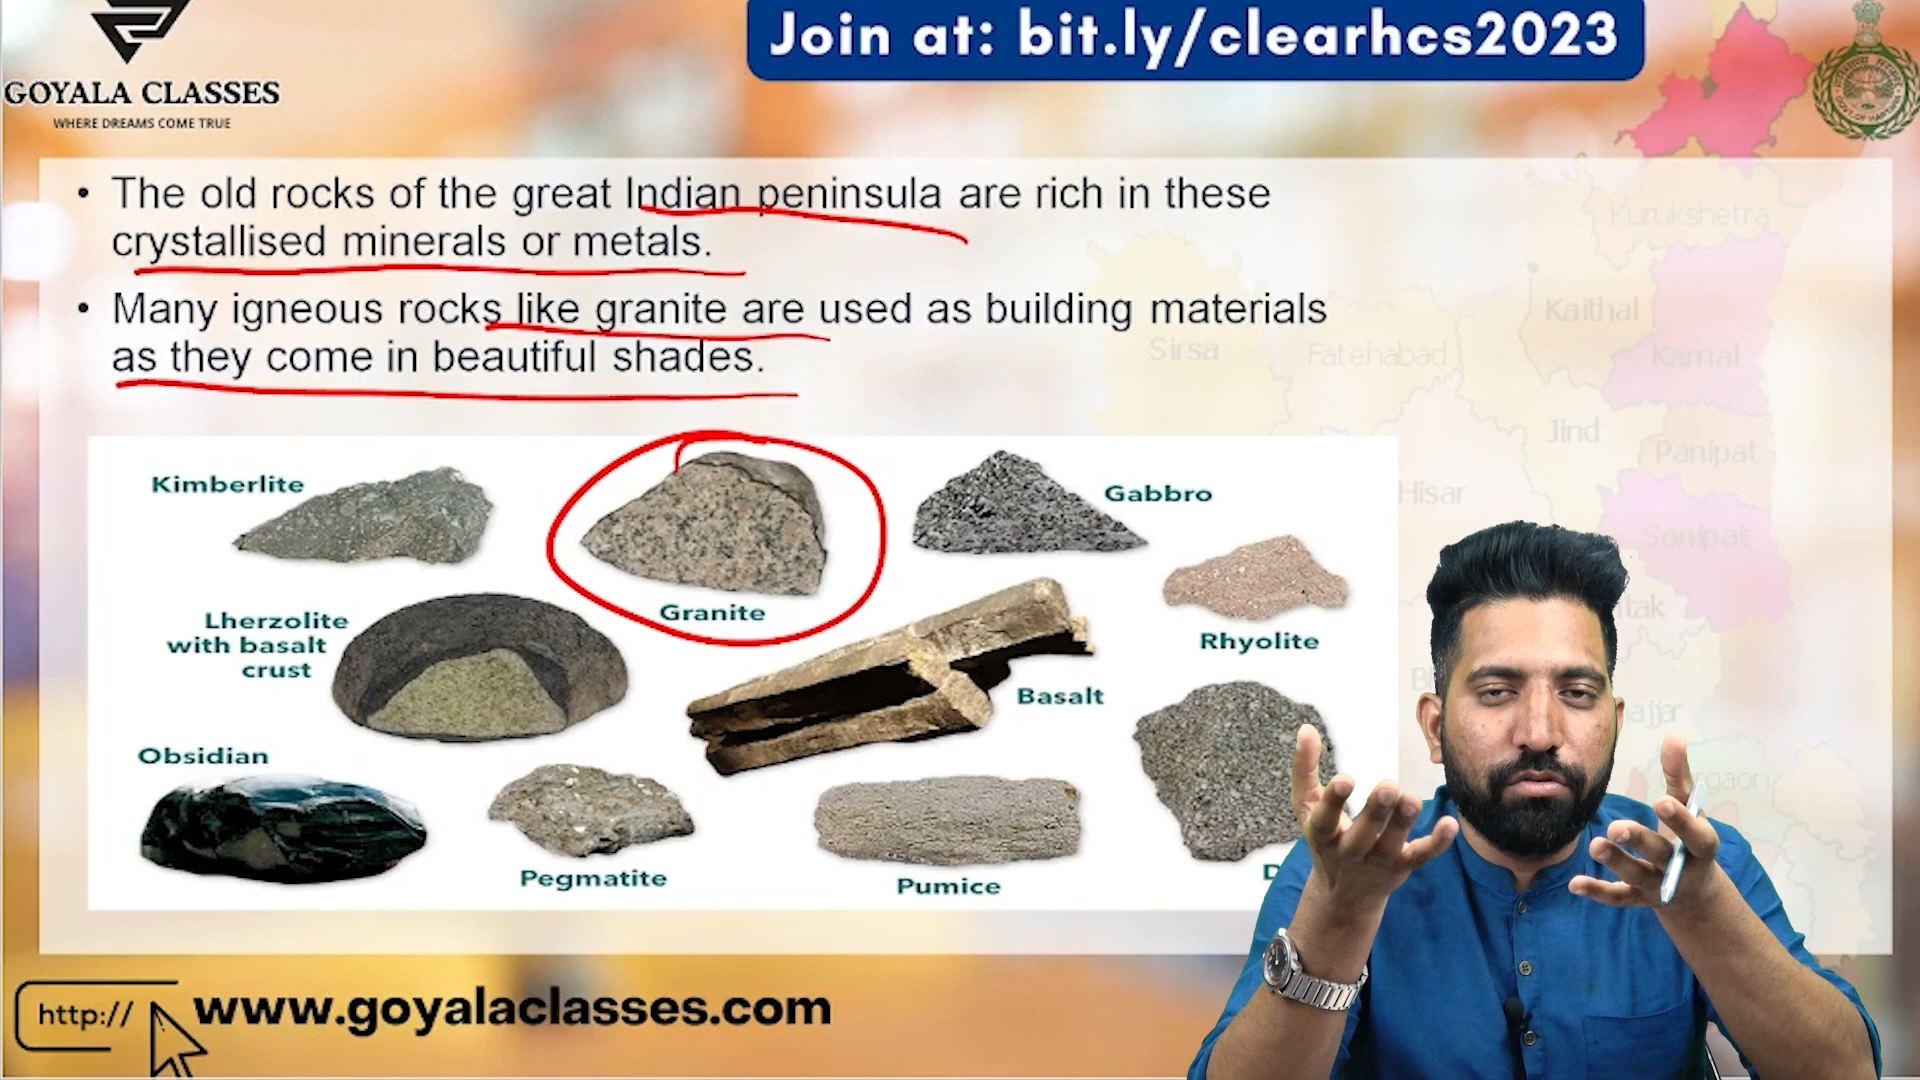 Join at: bit.ly/clearhcs2023
GOYALA CLASSES
WHERE DREAMS COME TRUE
• The old rocks of the great Indian peninsula are rich in these
crystallised minerals or metals.
• Many igneous rocks like granite are used as building materials
as they come in beautiful shades.
Kurukshetra
Kaithal
Karnal
Sirsa
Fatehabad
Jind
Panipat
Hisar
Sonipat
Kimberlite
Granite
Gabbro
Rhyolite
Lherzolite
with basalt
crust
Basalt
Obsidian
Pegmatite
Pumice
http://
www.goyalaclasses.com